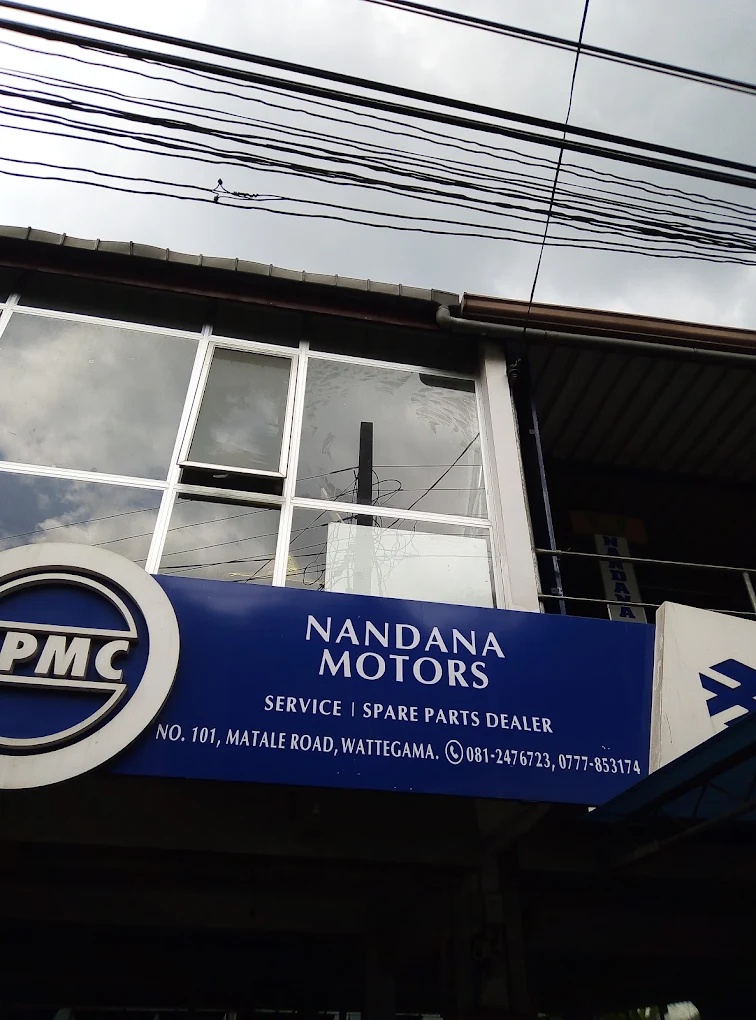 NANDANA
PMC
NANDANA
MOTORS
SERVICE | SPARE PARTS DEALER
NO. 101, MATALE ROAD, WATTEGAMA. 081-2476723, 0777-853174